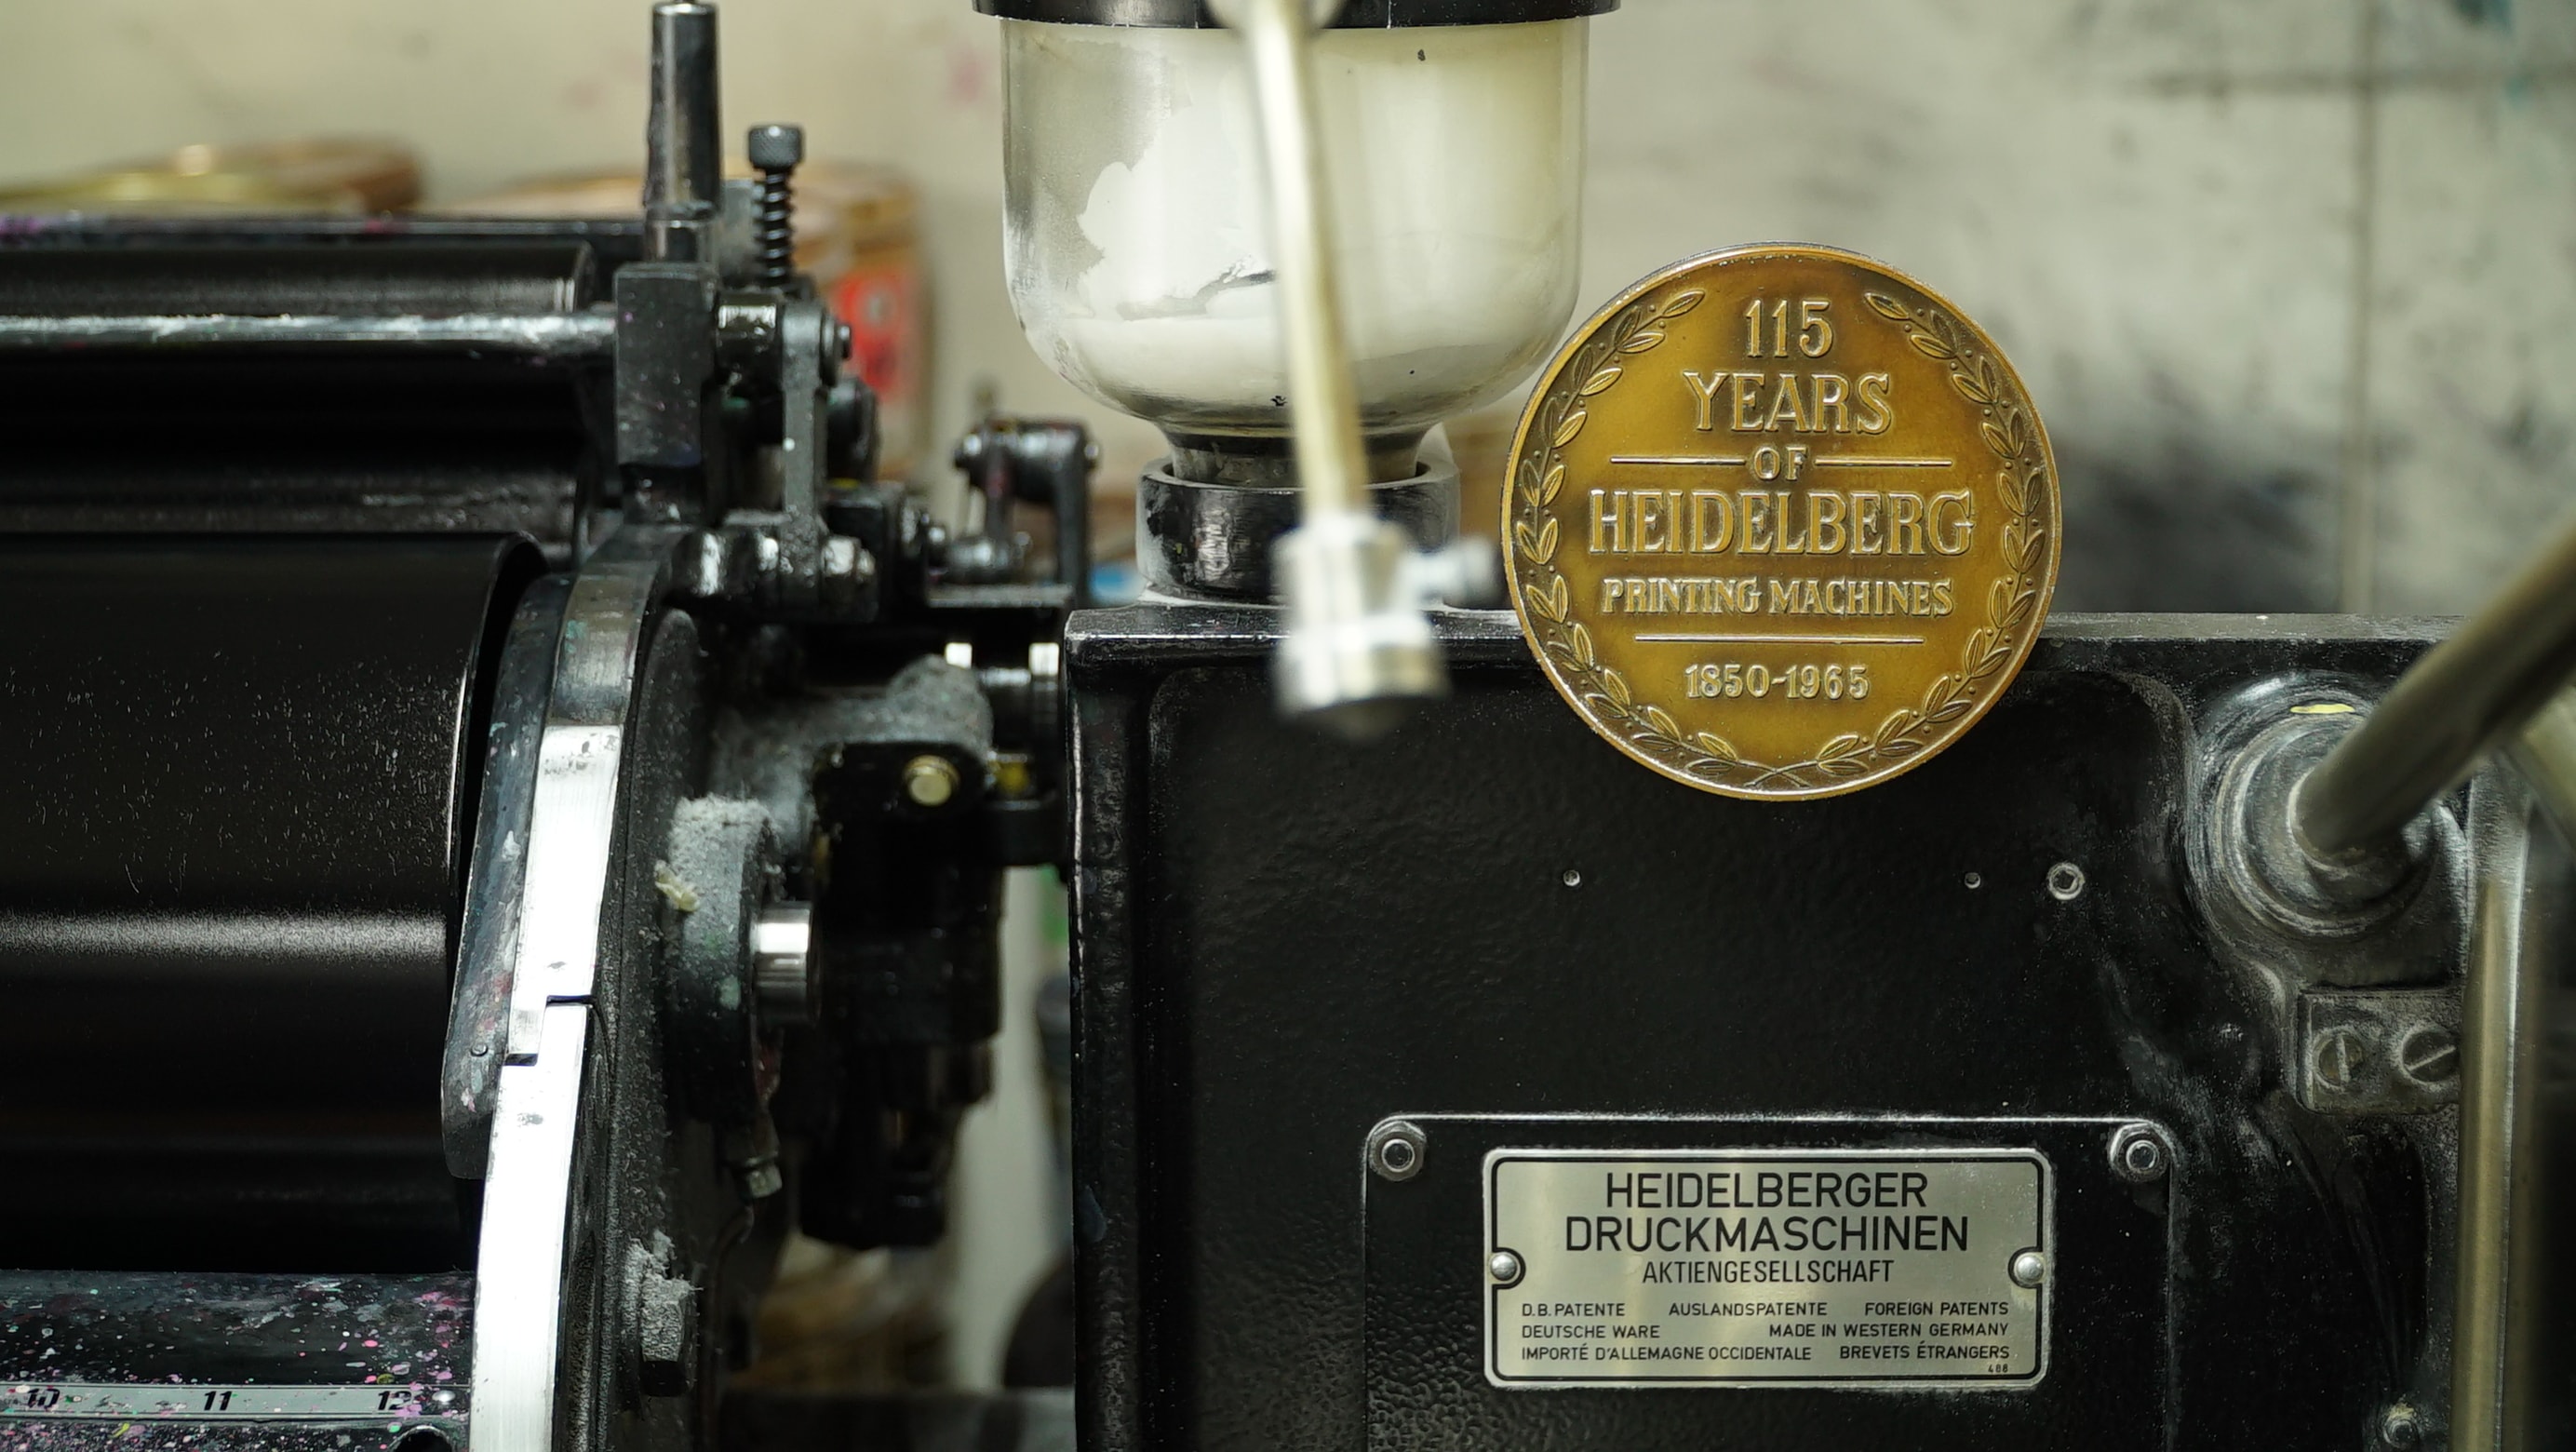 115
YEARS
OF
HEIDELBERG
PRINTING MACHINES
1850-1965
HEIDELBERGER
DRUCKMASCHINEN
AKTIENGESELLSCHAFT
D.B. PATENTE AUSLANDSPATENTE FOREIGN PATENTS
DEUTSCHE WARE MADE IN WESTERN GERMANY
IMPORTÉ D'ALLEMAGNE OCCIDENTALE BREVETS ÉTRANGERS
10 11 12